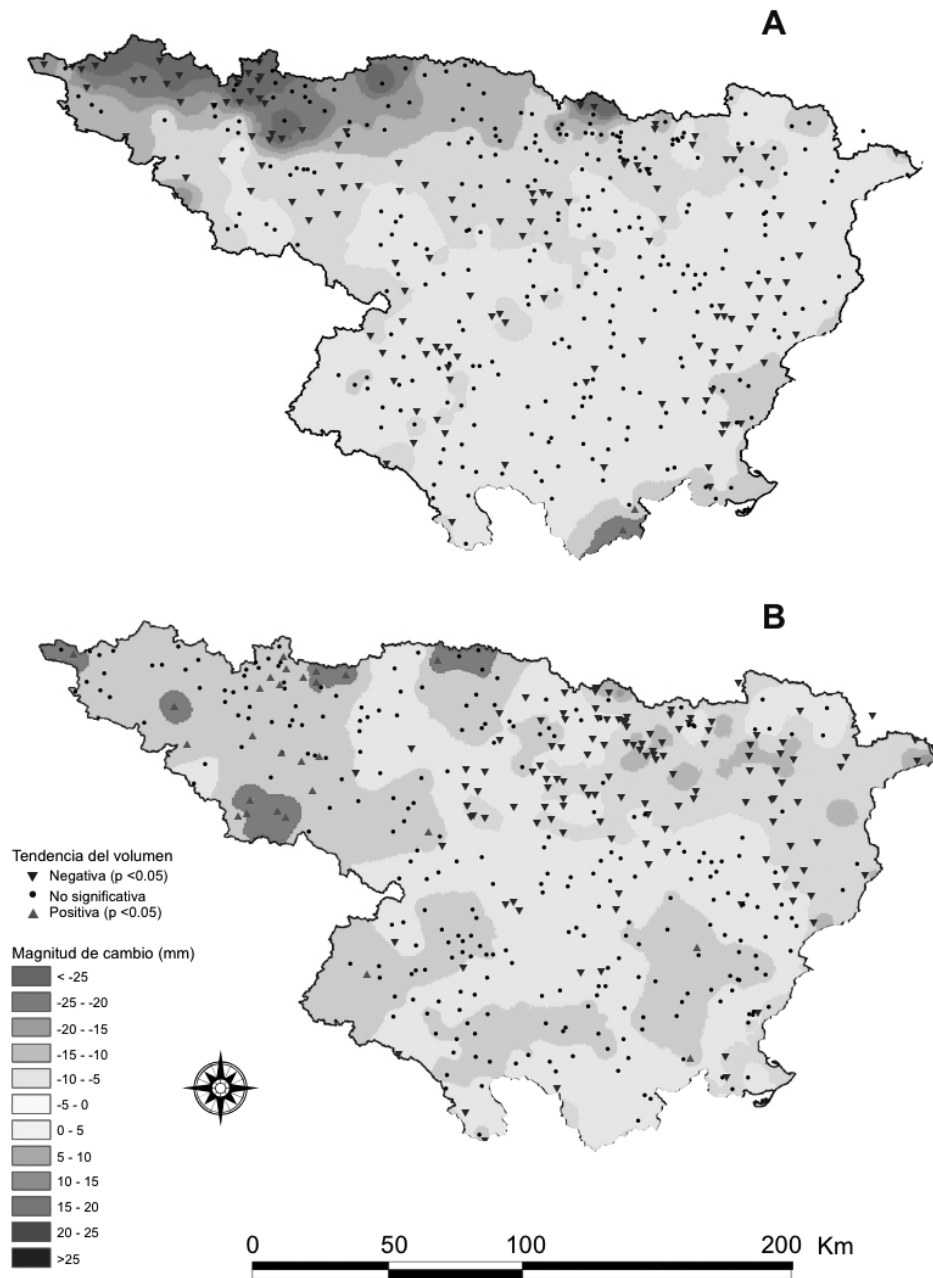 A
B
Tendencia del volumen
Negativa (p <0.05)
No significativa
Positiva (p <0.05)
Magnitud de cambio (mm)
< -25
-25 - -20
-20 - -15
-15 - -10
-10 - -5
-5 - 0
0 - 5
5 - 10
10 - 15
15 - 20
20 - 25
>25
0 50 100 200 Km